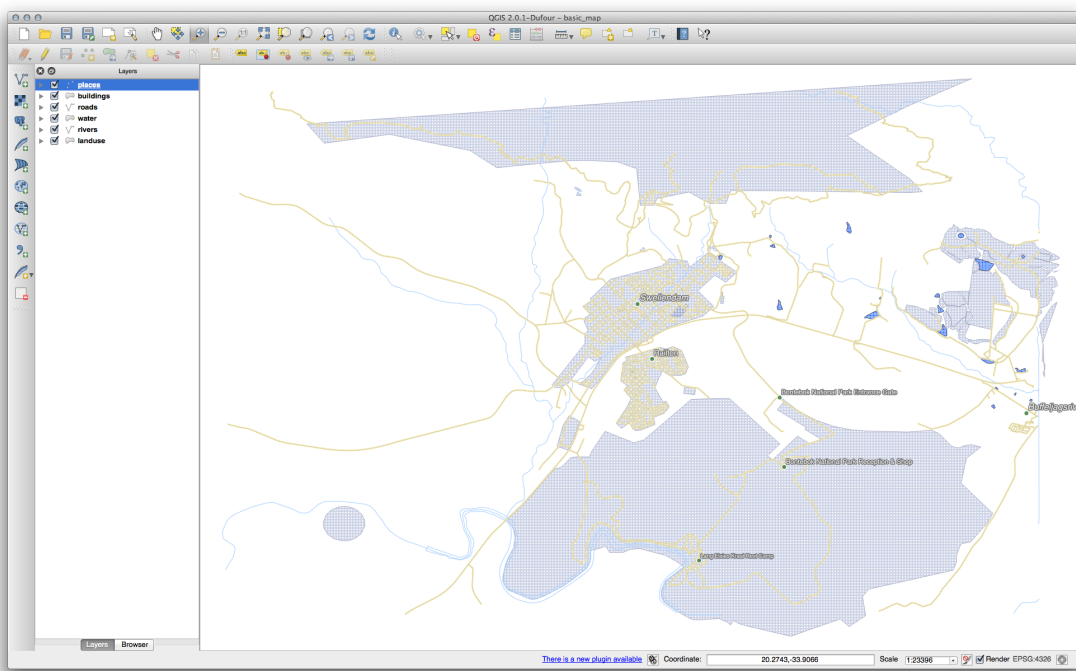 QGIS 2.0.1-Dufour - basic_map
Layers
places
buildings
roads
water
rivers
landuse
Swellendam
Railton
Bontebok National Park Entrance Gate
Buffeljagsriv
Bontebok National Park Reception & Shop
Lang Elsies Kraal Rest Camp
Layers
Browser
There is a new plugin available
Coordinate:
20.2743,-33.9066
Scale
1:23396
Render
EPSG:4326